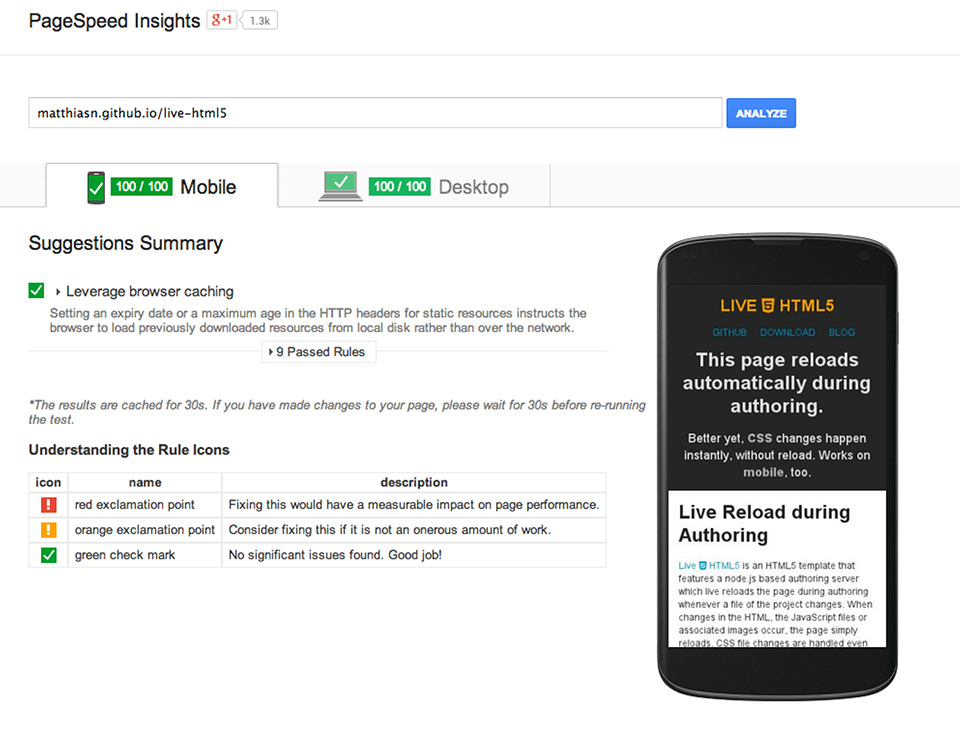 PageSpeed Insights g+1 1.3k
matthiasn.github.io/live-html5 ANALYZE
100 / 100 Mobile 100 / 100 Desktop
Suggestions Summary
Leverage browser caching
Setting an expiry date or a maximum age in the HTTP headers for static resources instructs the
browser to load previously downloaded resources from local disk rather than over the network.
9 Passed Rules
*The results are cached for 30s. If you have made changes to your page, please wait for 30s before re-running
the test.
Understanding the Rule Icons
icon name description
! red exclamation point Fixing this would have a measurable impact on page performance.
! orange exclamation point Consider fixing this if it is not an onerous amount of work.
green check mark No significant issues found. Good job!
LIVE 5 HTML5
GITHUB DOWNLOAD BLOG
This page reloads
automatically during
authoring.
Better yet, CSS changes happen
instantly, without reload. Works on
mobile, too.
Live Reload during
Authoring
Live 5 HTML5 is an HTML5 template that
features a node.js based authoring server
which live reloads the page during authoring
whenever a file of the project changes. When
changes in the HTML, the JavaScript files or
associated images occur, the page simply
reloads. CSS file changes are handled even